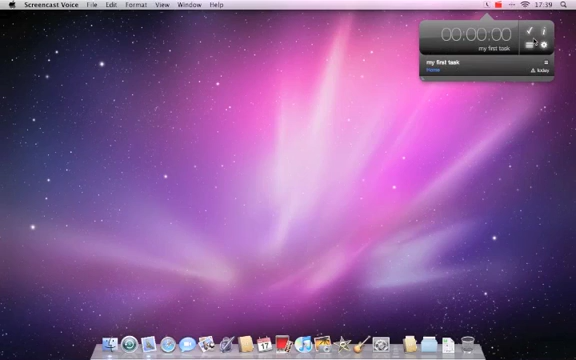 Screencast Voice File Edit Format View Window Help 17:39
00:00:00
my first task
my first task
home today
17